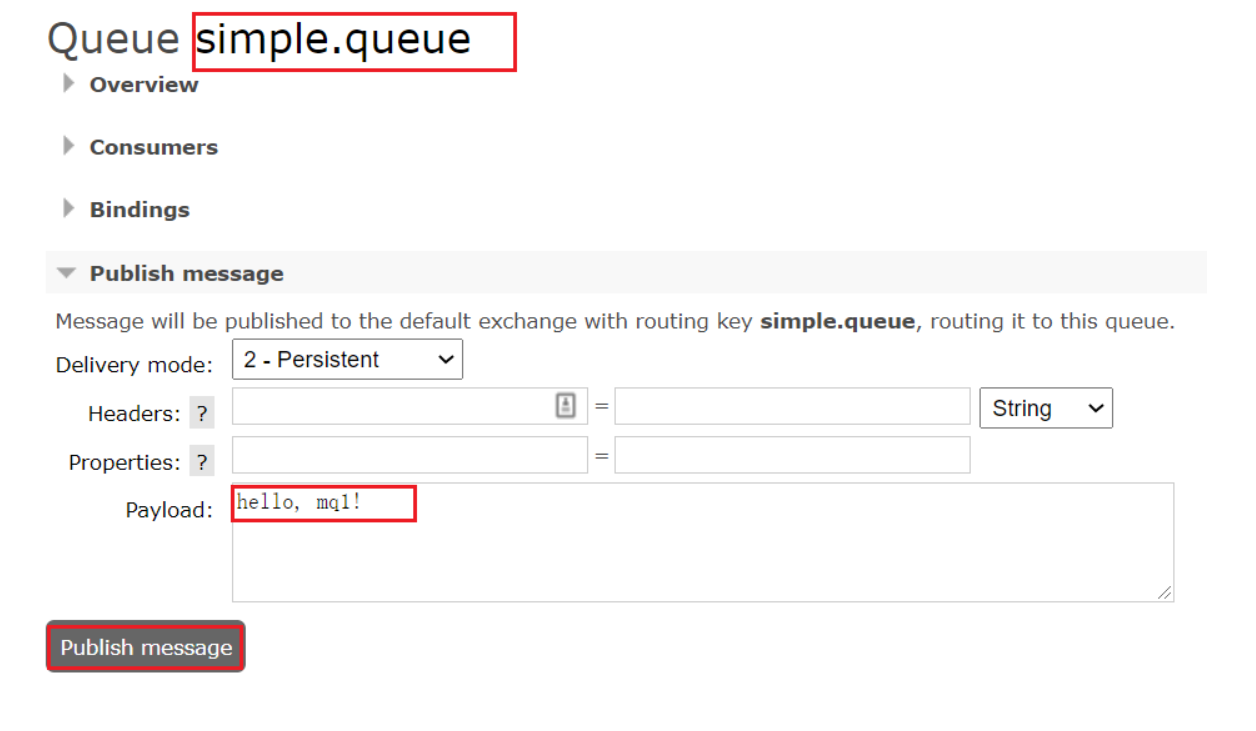 Queue simple.queue
Overview
Consumers
Bindings
Publish message
Message will be published to the default exchange with routing key simple.queue, routing it to this queue.
Delivery mode: 2 - Persistent
Headers: ? = String
Properties: ? =
Payload: hello, mq1!
Publish message